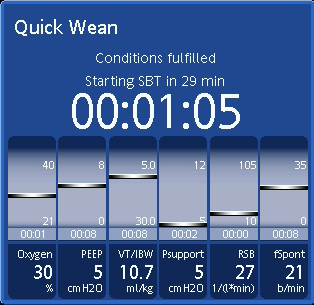 Quick Wean
Conditions fulfilled
Starting SBT in 29 min
00:01:05
40 8 5.0 12 105 35
21 0 30.0 5 10 0
00:01 00:08 00:08 00:02 00:00 00:08
Oxygen PEEP VT/IBW Psupport RSB fSpont
30 5 10.7 5 27 21
% cmH2O ml/kg cmH2O 1/(l*min) b/min